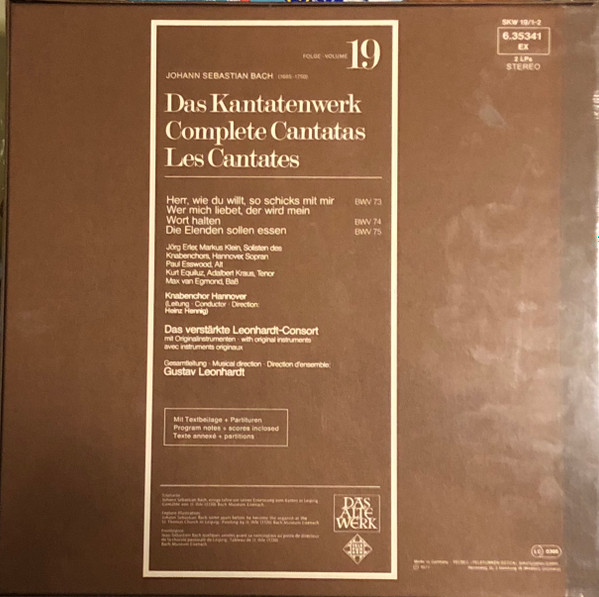 SKW 19/1-2
6.35341
EX
2 LPs
STEREO
FOLGE · VOLUME 19
JOHANN SEBASTIAN BACH (1685-1750)
Das Kantatenwerk
Complete Cantatas
Les Cantates
Herr, wie du willt, so schicks mit mir BWV 73
Wer mich liebet, der wird mein
Wort halten BWV 74
Die Elenden sollen essen BWV 75
Jörg Erler, Markus Klein, Solisten des
Knabenchors, Hannover, Sopran
Paul Esswood, Alt
Kurt Equiluz, Adalbert Kraus, Tenor
Max van Egmond, Baß
Knabenchor Hannover
(Leitung · Conductor · Direction:
Heinz Hennig)
Das verstärkte Leonhardt-Consort
mit Originalinstrumenten · with original instruments
avec instruments originaux
Gesamtleitung · Musical direction · Direction d'ensemble:
Gustav Leonhardt
Mit Textbeilage + Partituren
Program notes + scores included
Texte annexé + partitions
DAS
ALTE
WERK
Bach Museum Eisenach.
LC